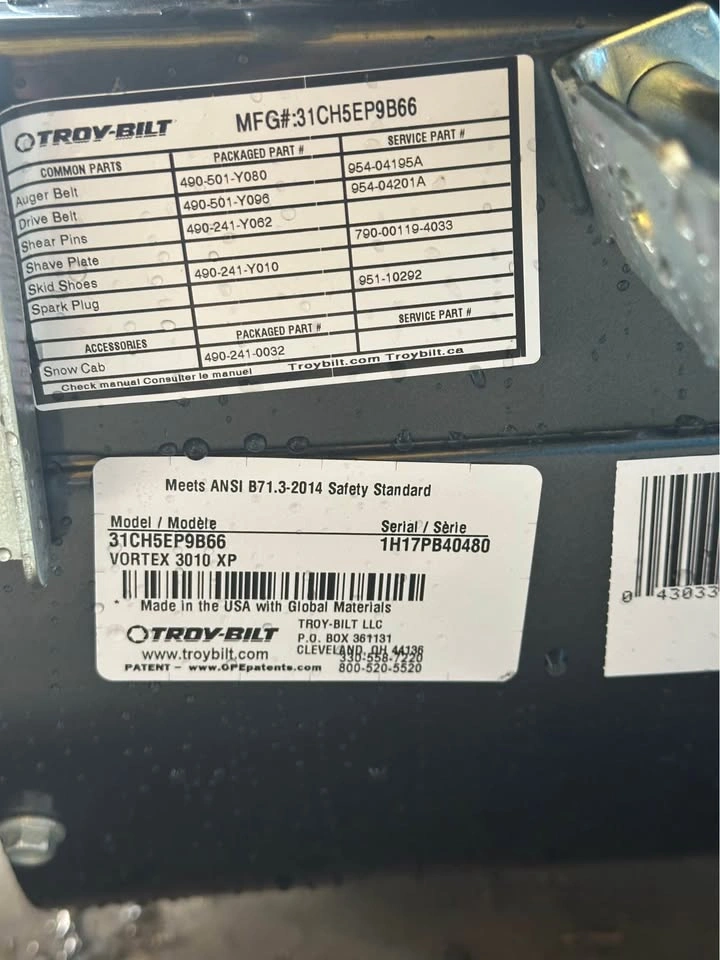 TROY-BILT MFG#:31CH5EP9B66
COMMON PARTS PACKAGED PART # SERVICE PART #
Auger Belt 490-501-Y080 954-04195A
Drive Belt 490-501-Y096 954-04201A
Shear Pins 490-241-Y062
Shave Plate 790-00119-4033
Skid Shoes 490-241-Y010
Spark Plug 951-10292
ACCESSORIES PACKAGED PART # SERVICE PART #
Snow Cab 490-241-0032
Check manual Consulter le manuel Troybilt.com Troybilt.ca
Meets ANSI B71.3-2014 Safety Standard
Model / Modèle Serial / Série
31CH5EP9B66 1H17PB40480
VORTEX 3010 XP
* Made in the USA with Global Materials
TROY-BILT TROY-BILT LLC
P.O. BOX 361131
www.troybilt.com CLEVELAND, OH 44136
330-558-7220
PATENT - www.OPEpatents.com 800-520-5520
0 43033